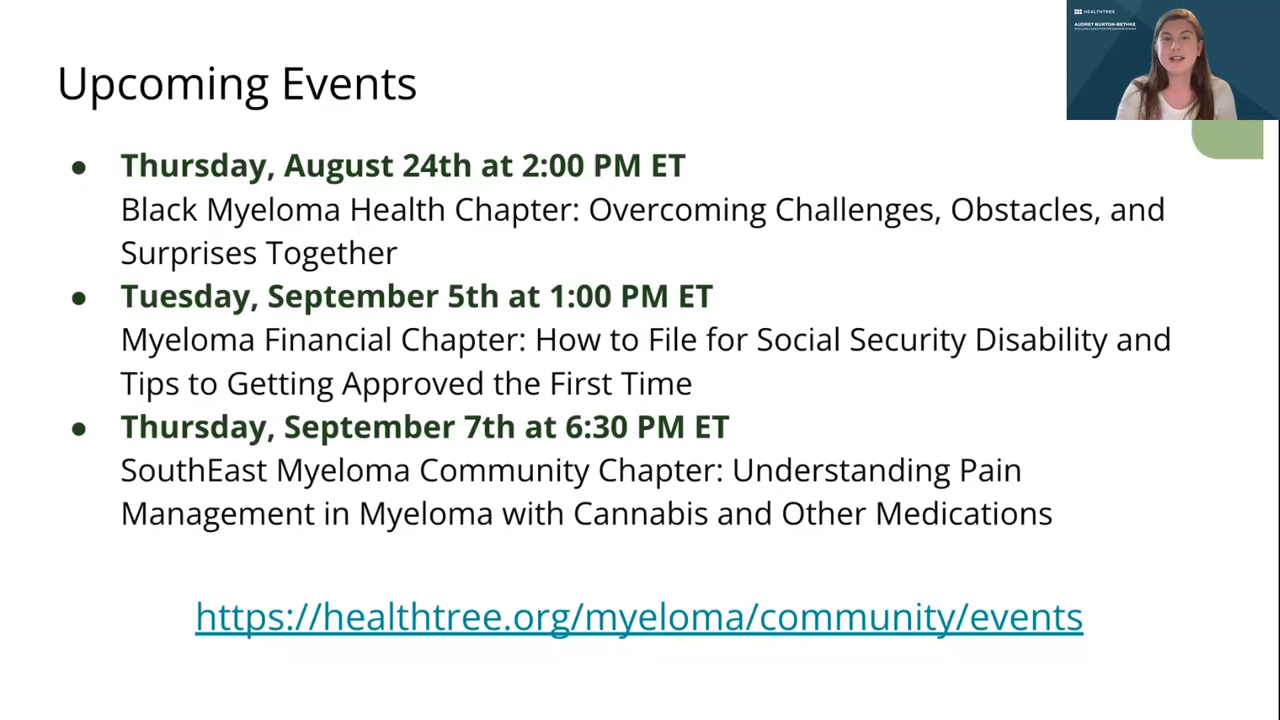 Upcoming Events
HEALTHTREE
AUDREY BURTON-BETHKE
Thursday, August 24th at 2:00 PM ET
Black Myeloma Health Chapter: Overcoming Challenges, Obstacles, and
Surprises Together
Tuesday, September 5th at 1:00 PM ET
Myeloma Financial Chapter: How to File for Social Security Disability and
Tips to Getting Approved the First Time
Thursday, September 7th at 6:30 PM ET
SouthEast Myeloma Community Chapter: Understanding Pain
Management in Myeloma with Cannabis and Other Medications
https://healthtree.org/myeloma/community/events